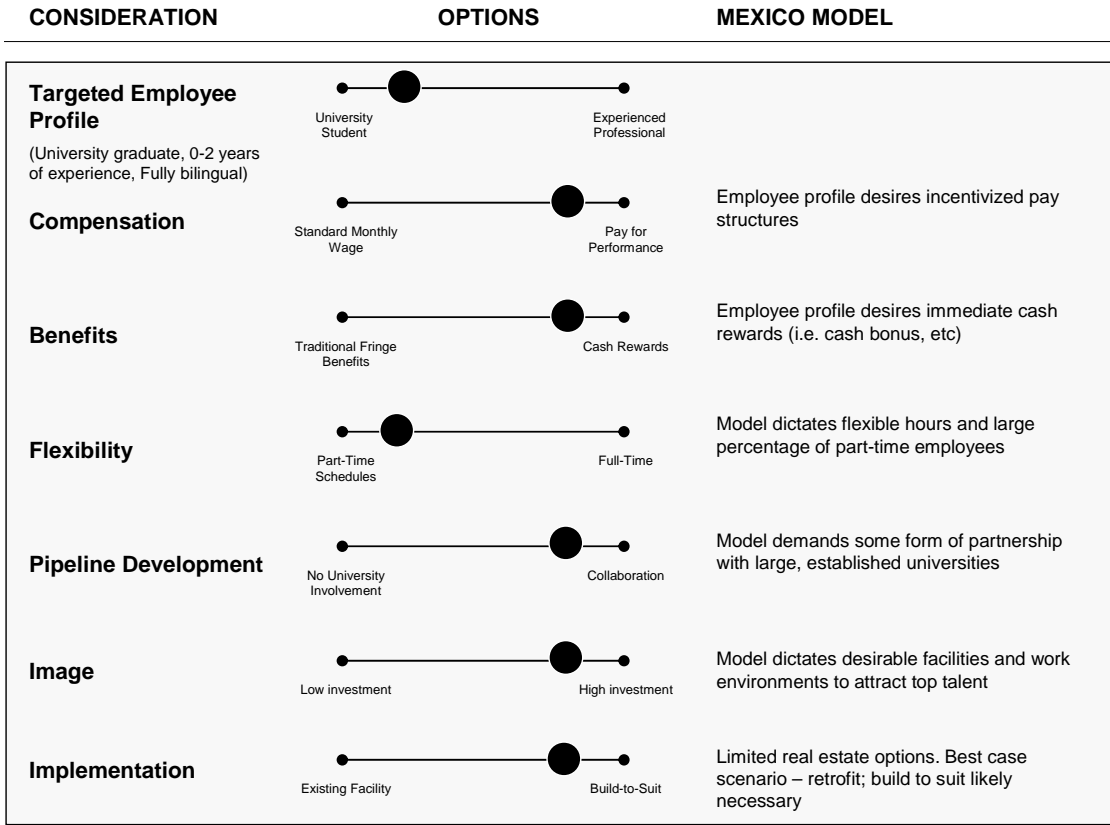 CONSIDERATION
OPTIONS
MEXICO MODEL
Targeted Employee
Profile
(University graduate, 0-2 years
of experience, Fully bilingual)
University
Student
Experienced
Professional
Compensation
Standard Monthly
Wage
Pay for
Performance
Employee profile desires incentivized pay
structures
Benefits
Traditional Fringe
Benefits
Cash Rewards
Employee profile desires immediate cash
rewards (i.e. cash bonus, etc)
Flexibility
Part-Time
Schedules
Full-Time
Model dictates flexible hours and large
percentage of part-time employees
Pipeline Development
No University
Involvement
Collaboration
Model demands some form of partnership
with large, established universities
Image
Low investment
High investment
Model dictates desirable facilities and work
environments to attract top talent
Implementation
Existing Facility
Build-to-Suit
Limited real estate options. Best case
scenario – retrofit; build to suit likely
necessary